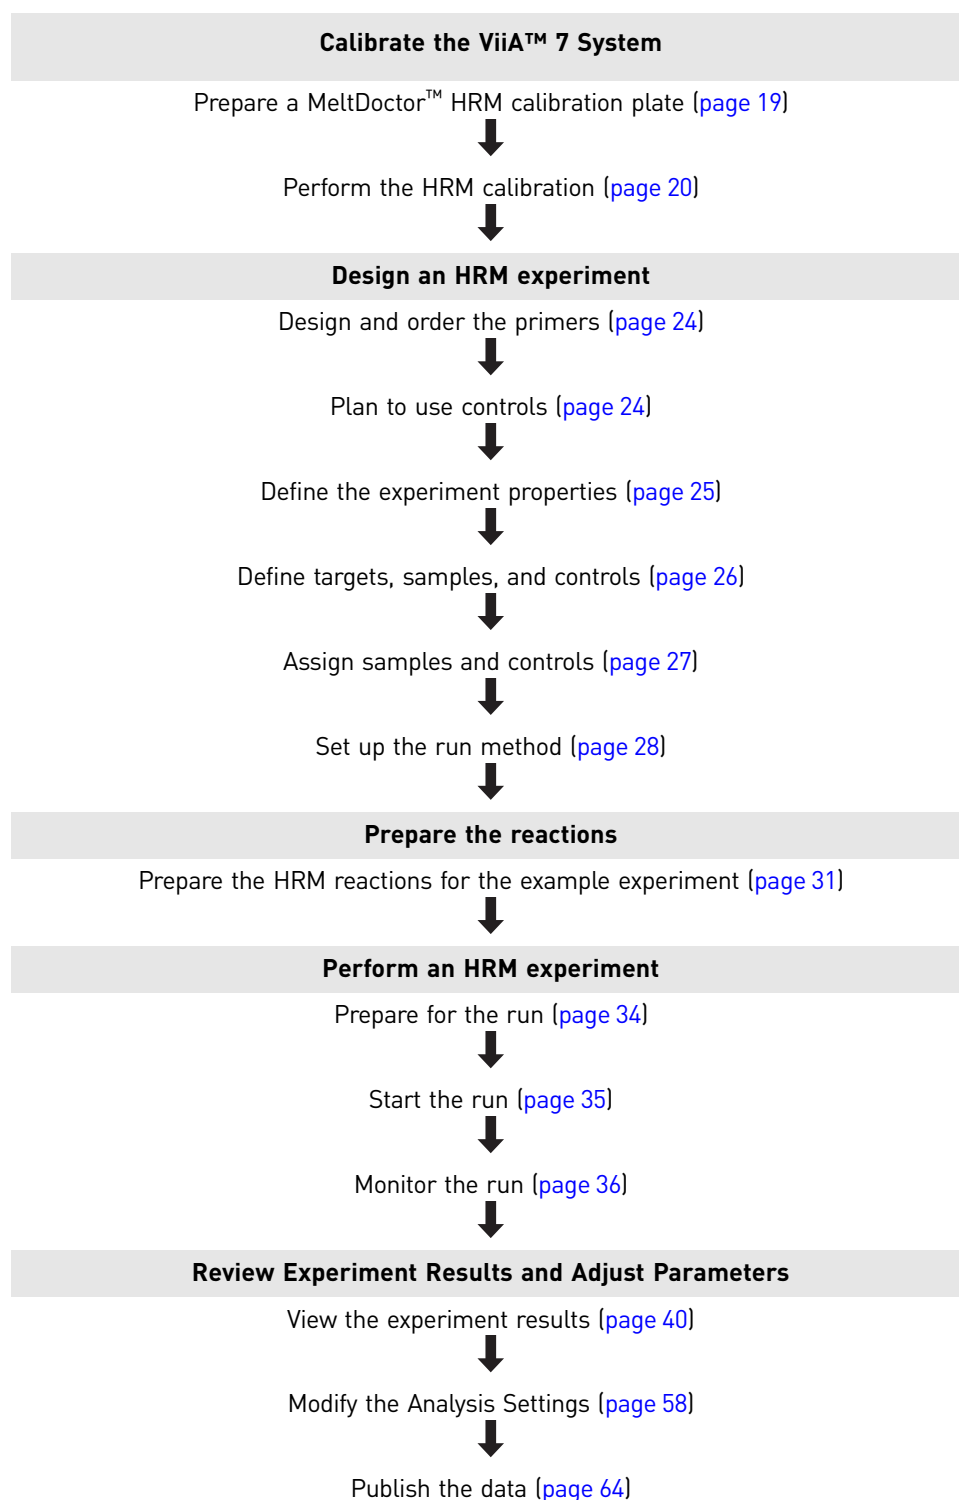 Calibrate the ViiA™ 7 System
Prepare a MeltDoctor™ HRM calibration plate (page 19)
Perform the HRM calibration (page 20)
Design an HRM experiment
Design and order the primers (page 24)
Plan to use controls (page 24)
Define the experiment properties (page 25)
Define targets, samples, and controls (page 26)
Assign samples and controls (page 27)
Set up the run method (page 28)
Prepare the reactions
Prepare the HRM reactions for the example experiment (page 31)
Perform an HRM experiment
Prepare for the run (page 34)
Start the run (page 35)
Monitor the run (page 36)
Review Experiment Results and Adjust Parameters
View the experiment results (page 40)
Modify the Analysis Settings (page 58)
Publish the data (page 64)